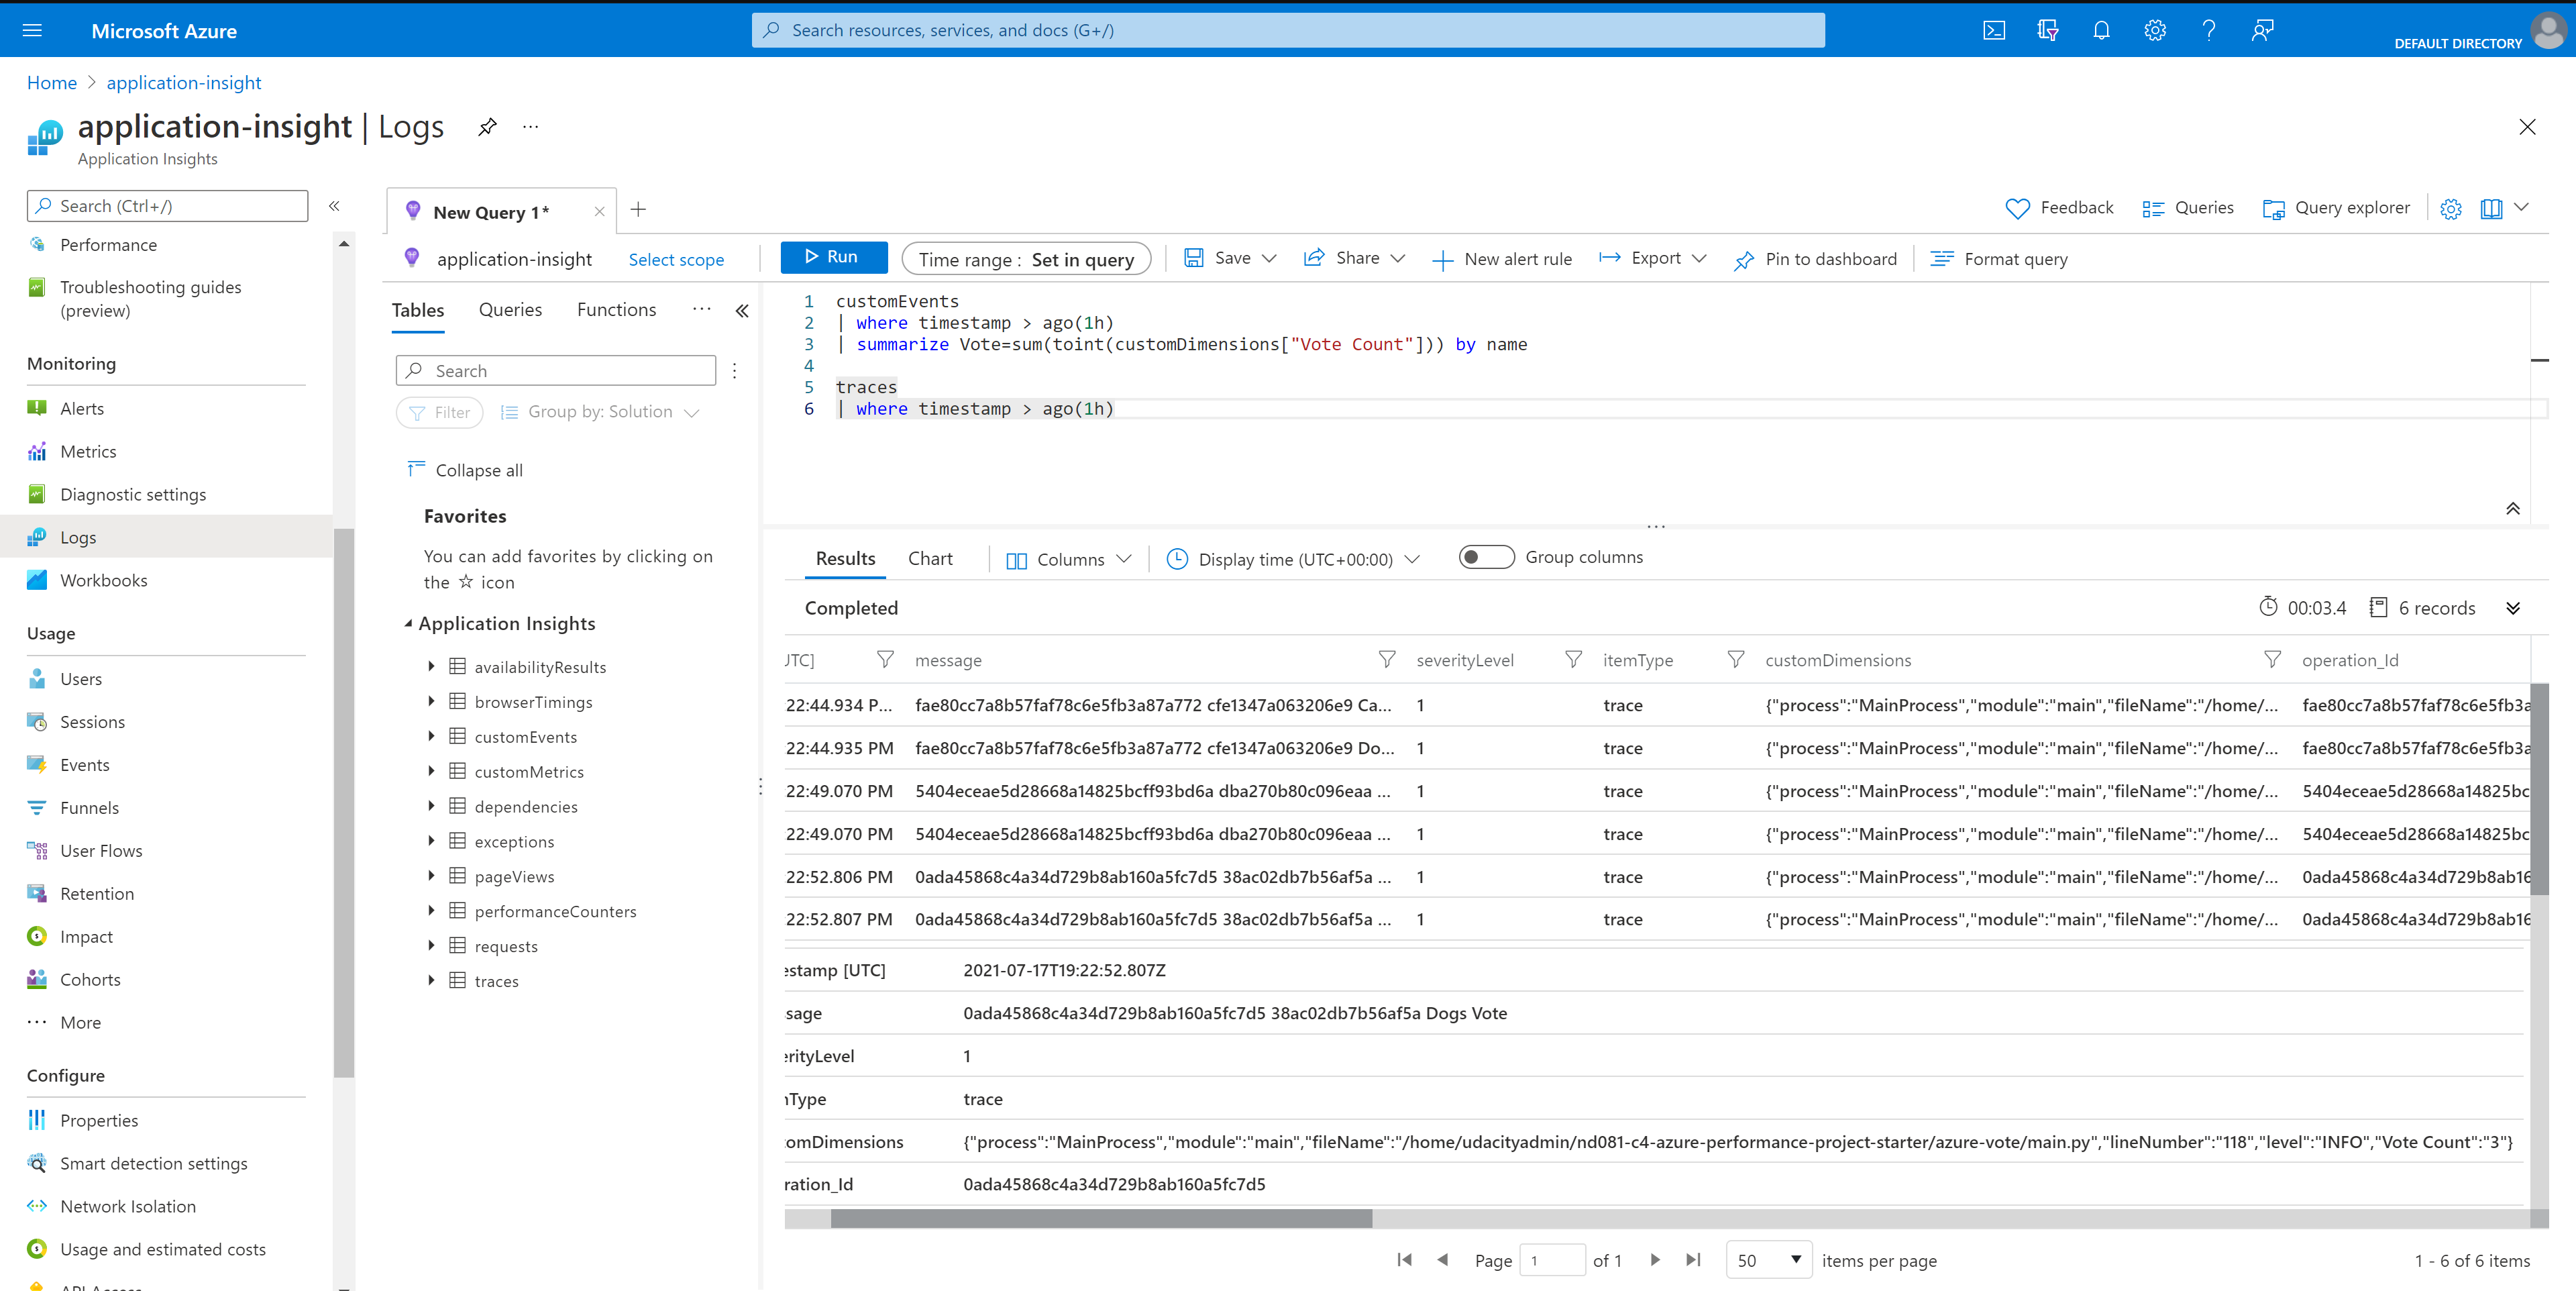 Microsoft Azure
Search resources, services, and docs (G+/)
DEFAULT DIRECTORY
Home > application-insight
application-insight | Logs
Application Insights
Search (Ctrl+/)
Performance
Troubleshooting guides
(preview)
Monitoring
Alerts
Metrics
Diagnostic settings
Logs
Workbooks
Usage
Users
Sessions
Events
Funnels
User Flows
Retention
Impact
Cohorts
More
Configure
Properties
Smart detection settings
Network Isolation
Usage and estimated costs
API Access
New Query 1*
Feedback
Queries
Query explorer
application-insight
Select scope
Run
Time range : Set in query
Save
Share
New alert rule
Export
Pin to dashboard
Format query
Tables
Queries
Functions
Search
Filter
Group by: Solution
Collapse all
Favorites
You can add favorites by clicking on
the ☆ icon
Application Insights
availabilityResults
browserTimings
customEvents
customMetrics
dependencies
exceptions
pageViews
performanceCounters
requests
traces
1 customEvents
2 | where timestamp > ago(1h)
3 | summarize Vote=sum(toint(customDimensions["Vote Count"])) by name
4
5 traces
6 | where timestamp > ago(1h)
Results
Chart
Columns
Display time (UTC+00:00)
Group columns
Completed
00:03.4
6 records
UTC] message severityLevel itemType customDimensions operation_Id
22:44.934 P... fae80cc7a8b57faf78c6e5fb3a87a772 cfe1347a063206e9 Ca... 1 trace {"process":"MainProcess","module":"main","fileName":"/home/... fae80cc7a8b57faf78c6e5fb3a
22:44.935 PM fae80cc7a8b57faf78c6e5fb3a87a772 cfe1347a063206e9 Do... 1 trace {"process":"MainProcess","module":"main","fileName":"/home/... fae80cc7a8b57faf78c6e5fb3a
22:49.070 PM 5404eceae5d28668a14825bcff93bd6a dba270b80c096eaa ... 1 trace {"process":"MainProcess","module":"main","fileName":"/home/... 5404eceae5d28668a14825bc
22:49.070 PM 5404eceae5d28668a14825bcff93bd6a dba270b80c096eaa ... 1 trace {"process":"MainProcess","module":"main","fileName":"/home/... 5404eceae5d28668a14825bc
22:52.806 PM 0ada45868c4a34d729b8ab160a5fc7d5 38ac02db7b56af5a ... 1 trace {"process":"MainProcess","module":"main","fileName":"/home/... 0ada45868c4a34d729b8ab16
22:52.807 PM 0ada45868c4a34d729b8ab160a5fc7d5 38ac02db7b56af5a ... 1 trace {"process":"MainProcess","module":"main","fileName":"/home/... 0ada45868c4a34d729b8ab16
estamp [UTC] 2021-07-17T19:22:52.807Z
sage 0ada45868c4a34d729b8ab160a5fc7d5 38ac02db7b56af5a Dogs Vote
erityLevel 1
nType trace
tomDimensions {"process":"MainProcess","module":"main","fileName":"/home/udacityadmin/nd081-c4-azure-performance-project-starter/azure-vote/main.py","lineNumber":"118","level":"INFO","Vote Count":"3"}
ration_Id 0ada45868c4a34d729b8ab160a5fc7d5
Page 1 of 1
50 items per page
1 - 6 of 6 items